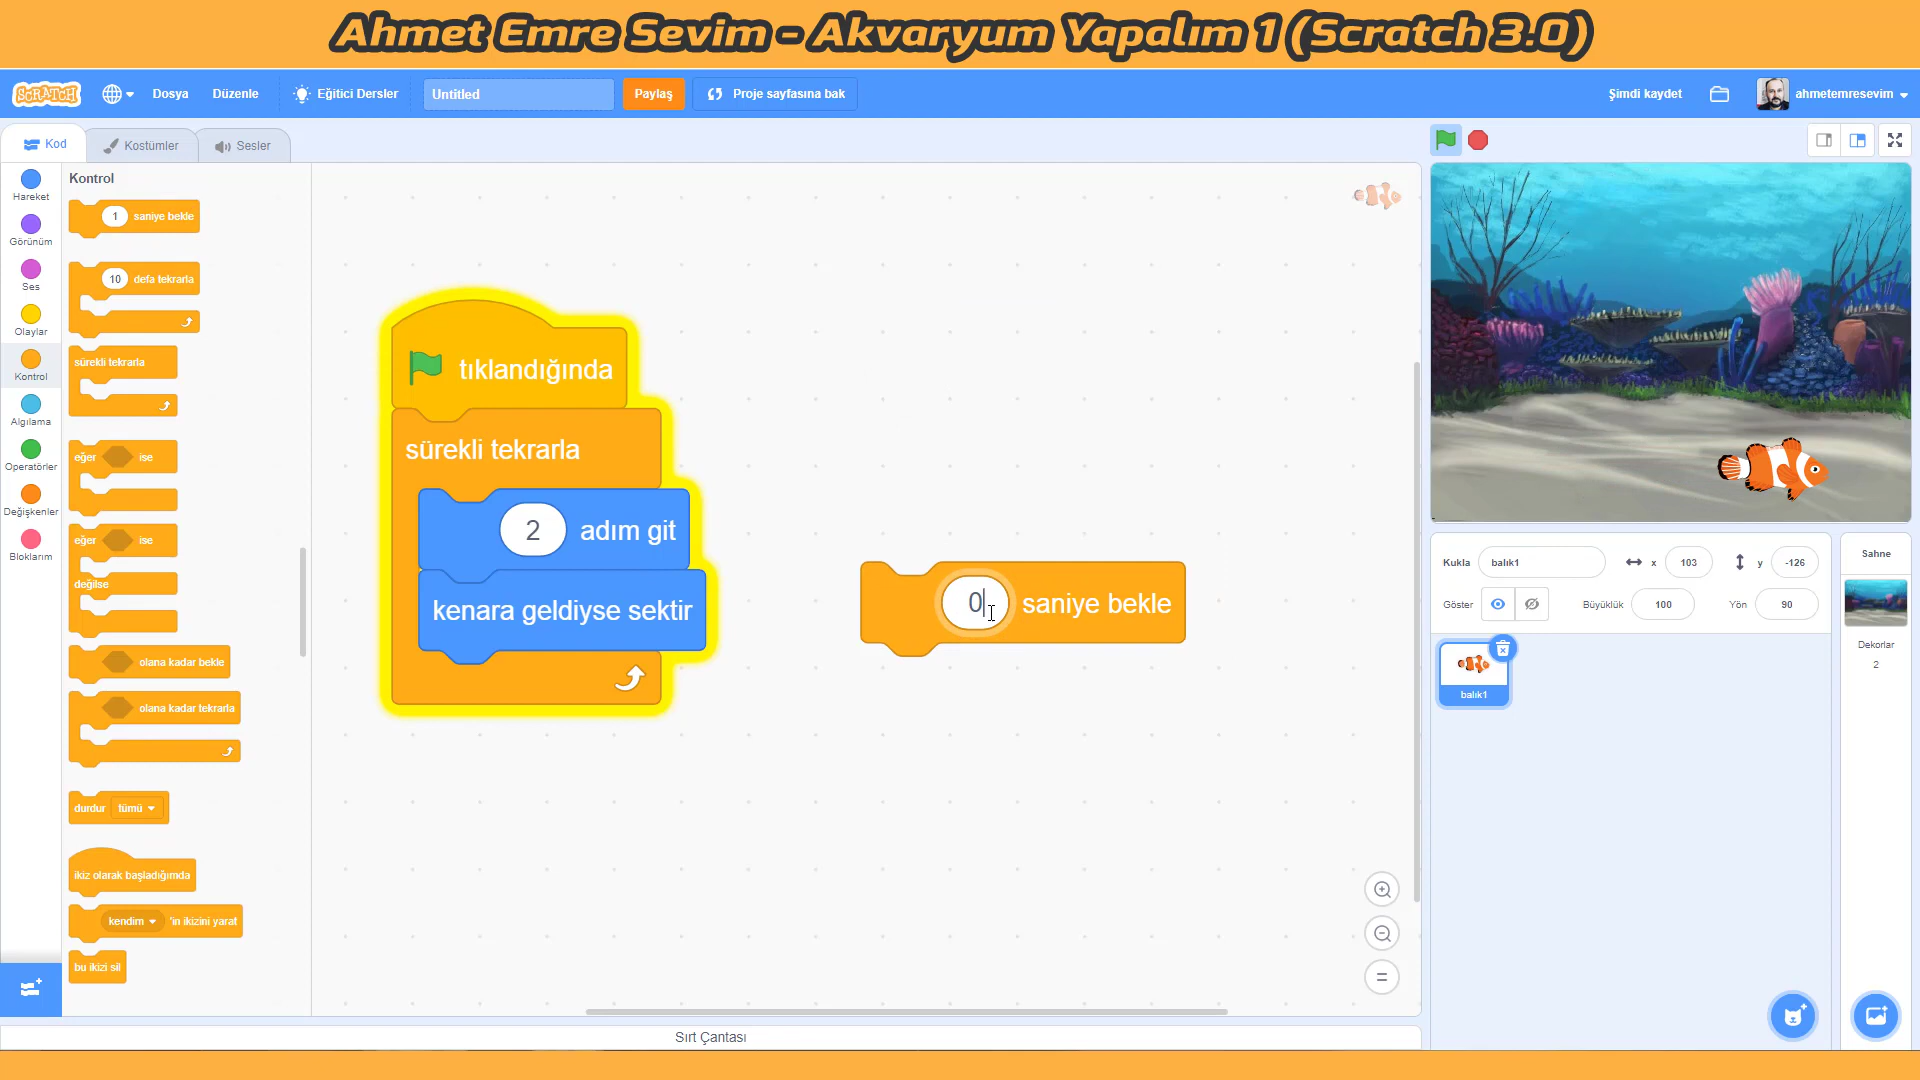 Ahmet Emre Sevim - Akvaryum Yapalım 1 (Scratch 3.0)
SCRATCH
Dosya
Düzenle
Eğitici Dersler
Untitled
Paylaş
Proje sayfasına bak
Şimdi kaydet
ahmetemresevim
Kod
Kostümler
Sesler
Hareket
Görünüm
Ses
Olaylar
Kontrol
Algılama
Operatörler
Değişkenler
Bloklarım
Kontrol
1 saniye bekle
10 defa tekrarla
sürekli tekrarla
eğer ise
eğer ise
değilse
olana kadar bekle
olana kadar tekrarla
durdur tümü
ikiz olarak başladığımda
kendim 'in ikizini yarat
bu ikizi sil
tıklandığında
sürekli tekrarla
2 adım git
kenara geldiyse sektir
0 saniye bekle
Sırt Çantası
Kukla balık1 x 103 y -126
Göster Büyüklük 100 Yön 90
balık1
Sahne
Dekorlar
2